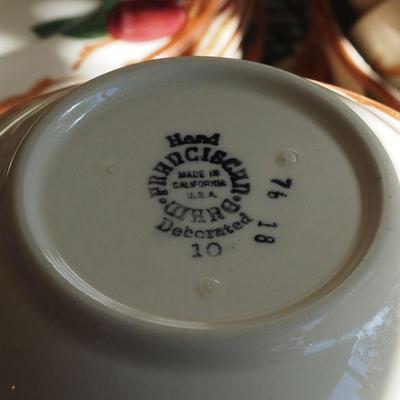 Hand
FRANCISCAN
MADE IN
CALIFORNIA
U.S.A.
WARE
Decorated
10
76 18